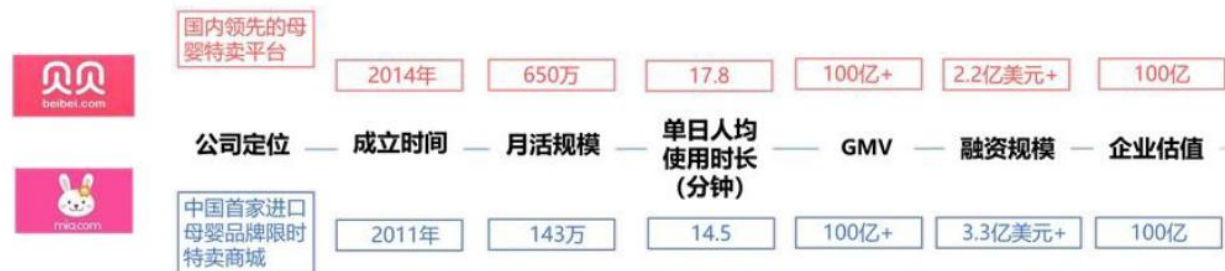 国内领先的母
婴特卖平台
贝贝
beibei.com
2014年
650万
17.8
100亿+
2.2亿美元+
100亿
公司定位
成立时间
月活规模
单日人均
使用时长
(分钟)
GMV
融资规模
企业估值
mia.com
中国首家进口
母婴品牌限时
特卖商城
2011年
143万
14.5
100亿+
3.3亿美元+
100亿